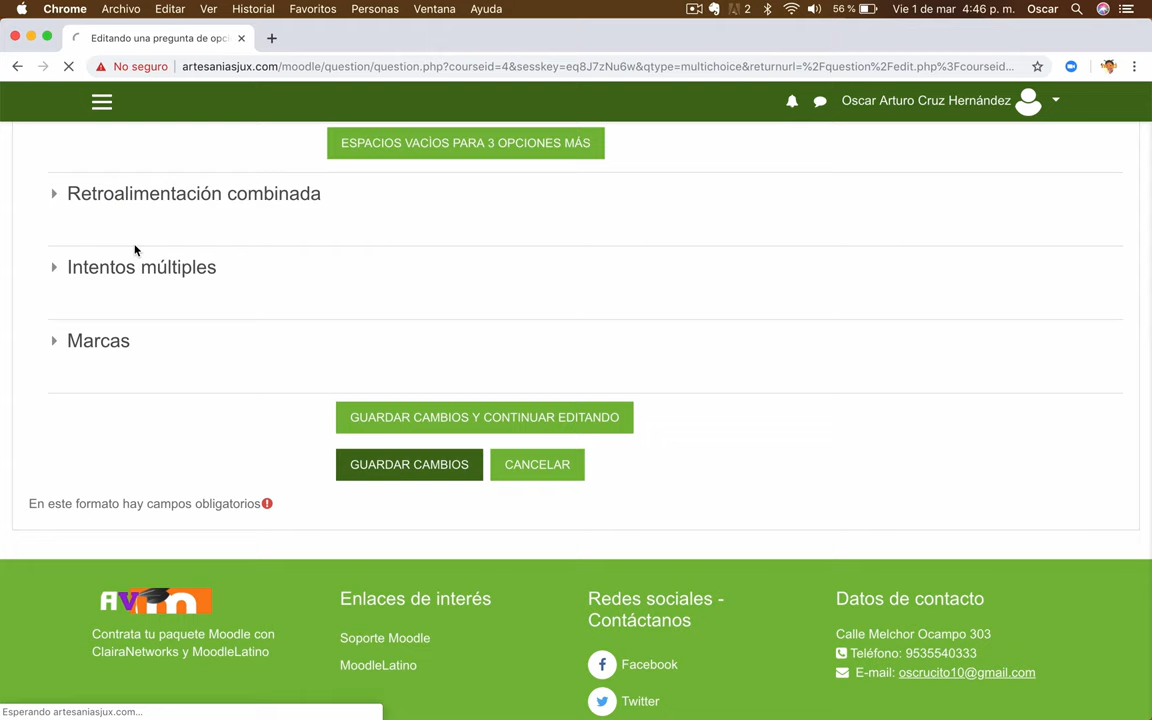 Chrome Archivo Editar Ver Historial Favoritos Personas Pestaña Ventana Ayuda 2 56 % Vie 1 de mar 4:46 p. m. Oscar
Editando una pregunta de opci
No seguro artesaniasjux.com/moodle/question/question.php?courseid=4&sesskey=eq8J7zNu6w&qtype=multichoice&returnurl=%2Fquestion%2Fedit.php%3Fcourseid...
Oscar Arturo Cruz Hernández
ESPACIOS VACÌOS PARA 3 OPCIONES MÁS
Retroalimentación combinada
Intentos múltiples
Marcas
GUARDAR CAMBIOS Y CONTINUAR EDITANDO
GUARDAR CAMBIOS CANCELAR
En este formato hay campos obligatorios
AVim
Contrata tu paquete Moodle con
ClairaNetworks y MoodleLatino
Enlaces de interés
Soporte Moodle
MoodleLatino
Redes sociales -
Contáctanos
Facebook
Twitter
Datos de contacto
Calle Melchor Ocampo 303
Teléfono: 9535540333
E-mail: oscrucito10@gmail.com
Esperando artesaniasjux.com...